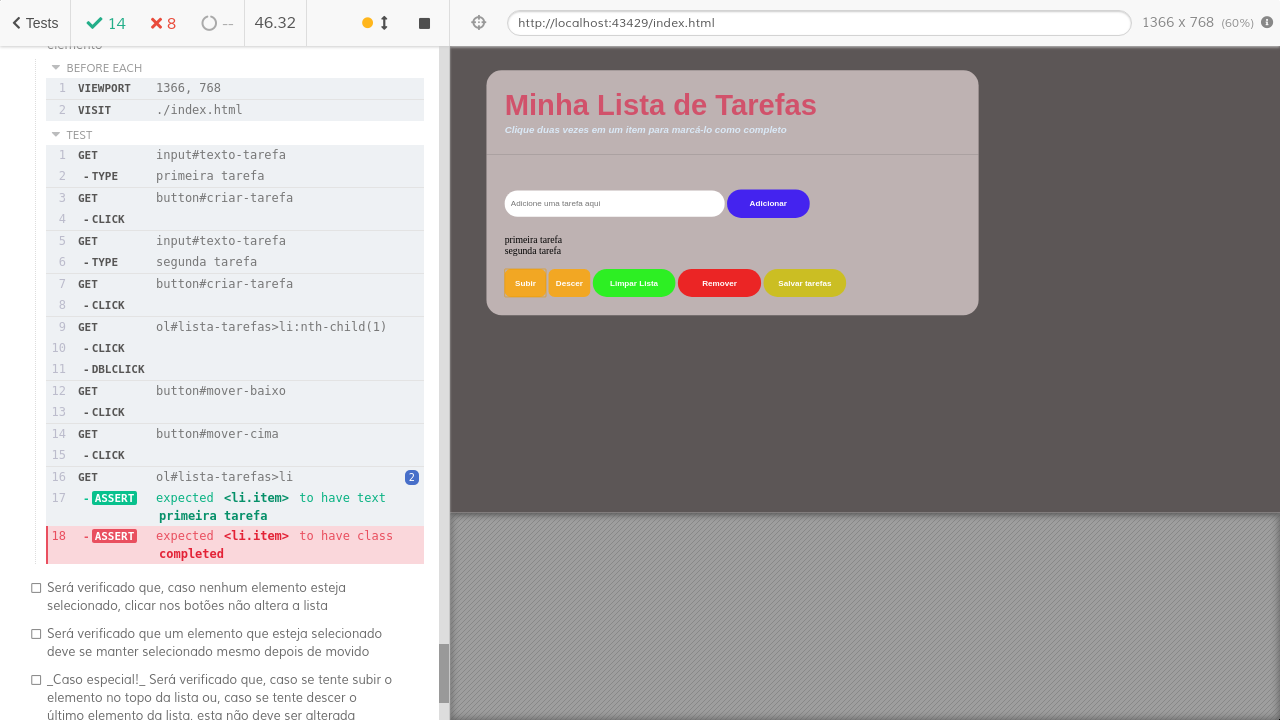 Tests 14 8 -- 46.32
http://localhost:43429/index.html 1366 x 768 (60%)
elemento
BEFORE EACH
1 VIEWPORT 1366, 768
2 VISIT ./index.html
TEST
1 GET input#texto-tarefa
2 -TYPE primeira tarefa
3 GET button#criar-tarefa
4 -CLICK
5 GET input#texto-tarefa
6 -TYPE segunda tarefa
7 GET button#criar-tarefa
8 -CLICK
9 GET ol#lista-tarefas>li:nth-child(1)
10 -CLICK
11 -DBLCLICK
12 GET button#mover-baixo
13 -CLICK
14 GET button#mover-cima
15 -CLICK
16 GET ol#lista-tarefas>li 2
17 -ASSERT expected <li.item> to have text
primeira tarefa
18 -ASSERT expected <li.item> to have class
completed
Será verificado que, caso nenhum elemento esteja
selecionado, clicar nos botões não altera a lista
Será verificado que um elemento que esteja selecionado
deve se manter selecionado mesmo depois de movido
_Caso especial!_ Será verificado que, caso se tente subir o
elemento no topo da lista ou, caso se tente descer o
último elemento da lista, esta não deve ser alterada
Minha Lista de Tarefas
Clique duas vezes em um item para marcá-lo como completo
Adicione uma tarefa aqui Adicionar
primeira tarefa
segunda tarefa
Subir Descer Limpar Lista Remover Salvar tarefas